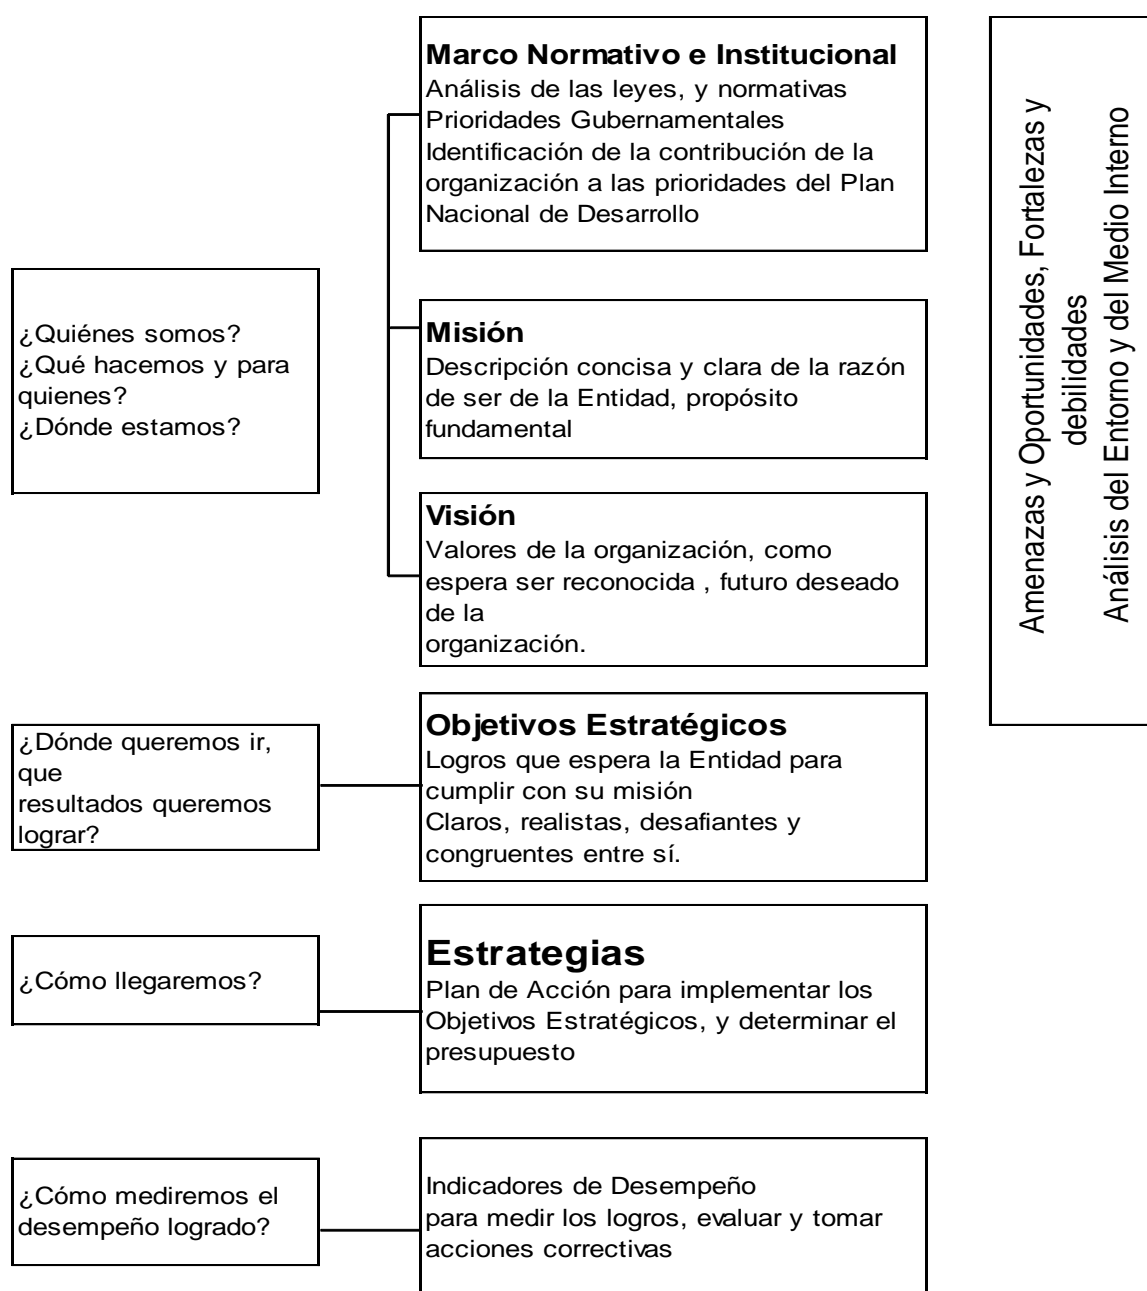 Marco Normativo e Institucional
Análisis de las leyes, y normativas
Prioridades Gubernamentales
Identificación de la contribución de la
organización a las prioridades del Plan
Nacional de Desarrollo
¿Quiénes somos?
¿Qué hacemos y para
quienes?
¿Dónde estamos?
Misión
Descripción concisa y clara de la razón
de ser de la Entidad, propósito
fundamental
Visión
Valores de la organización, como
espera ser reconocida , futuro deseado
de la
organización.
Amenazas y Oportunidades, Fortalezas y
debilidades
Análisis del Entorno y del Medio Interno
¿Dónde queremos ir,
que
resultados queremos
lograr?
Objetivos Estratégicos
Logros que espera la Entidad para
cumplir con su misión
Claros, realistas, desafiantes y
congruentes entre sí.
¿Cómo llegaremos?
Estrategias
Plan de Acción para implementar los
Objetivos Estratégicos, y determinar el
presupuesto
¿Cómo mediremos el
desempeño logrado?
Indicadores de Desempeño
para medir los logros, evaluar y tomar
acciones correctivas